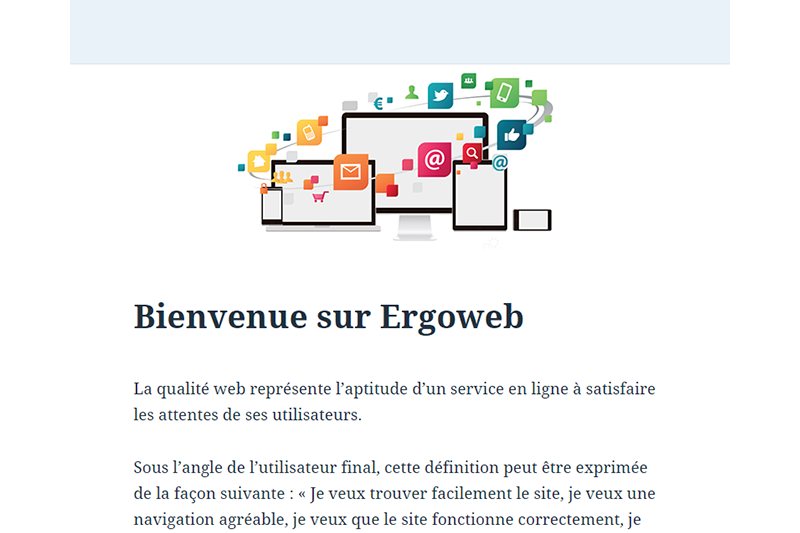 Bienvenue sur Ergoweb
La qualité web représente l’aptitude d’un service en ligne à satisfaire
les attentes de ses utilisateurs.
Sous l’angle de l’utilisateur final, cette définition peut être exprimée
de la façon suivante : « Je veux trouver facilement le site, je veux une
navigation agréable, je veux que le site fonctionne correctement, je